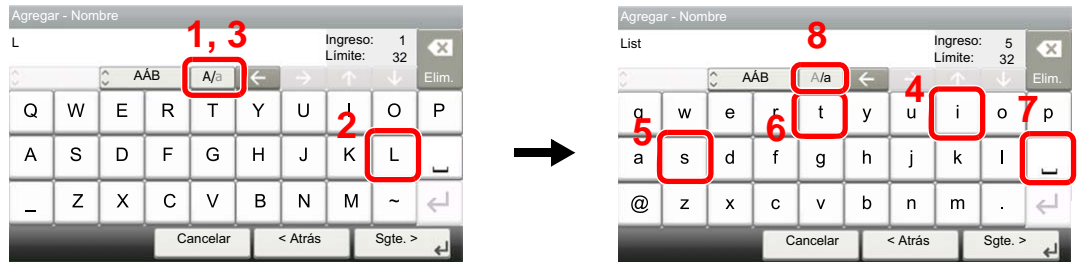 Agregar - Nombre
L
1, 3
Ingreso: 1
Límite: 32
AÁB
A/a
Elim.
Q W E R T Y U I O P
2
A S D F G H J K L ⎵
_ Z X C V B N M ~
Cancelar
< Atrás
Sgte. >
Agregar - Nombre
List
8
Ingreso: 5
Límite: 32
AÁB
A/a
Elim.
4
7
q w e r t y u i o p
5
6
a s d f g h j k l ⎵
@ z x c v b n m .
Cancelar
< Atrás
Sgte. >